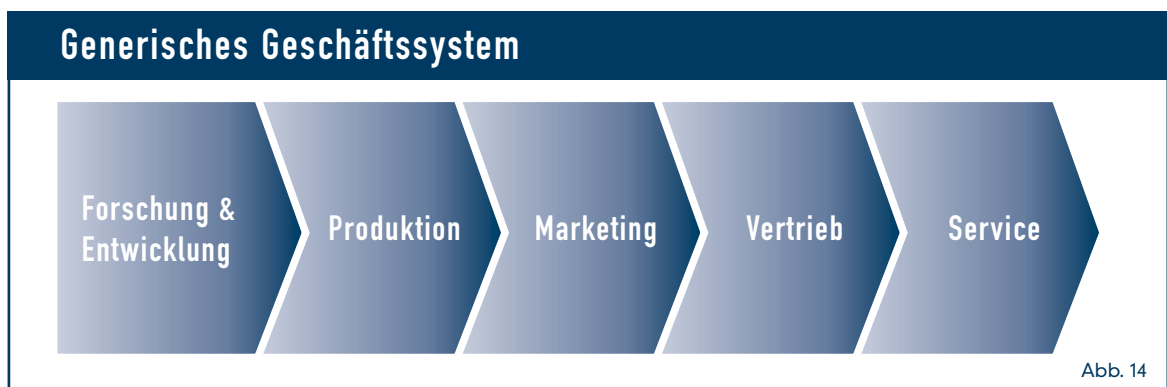 Generisches Geschäftssystem
Forschung &
Entwicklung
Produktion
Marketing
Vertrieb
Service
Abb. 14